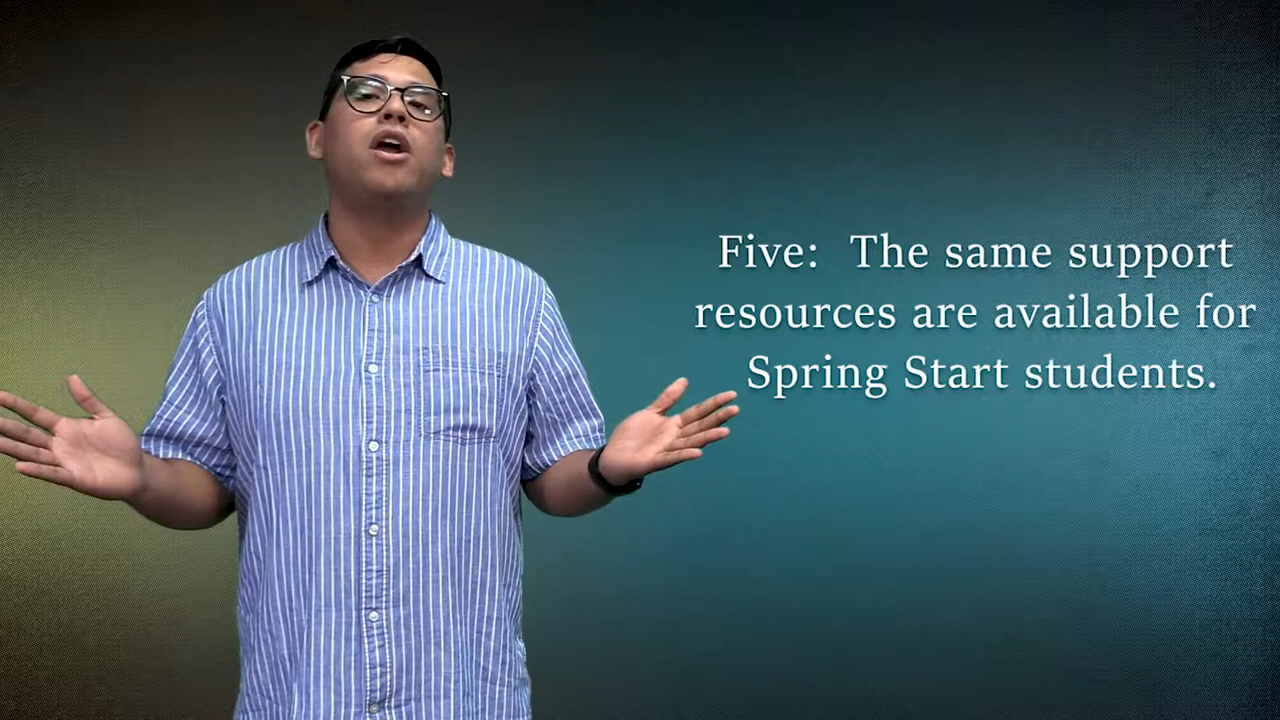 Five:  The same support
resources are available for
Spring Start students.